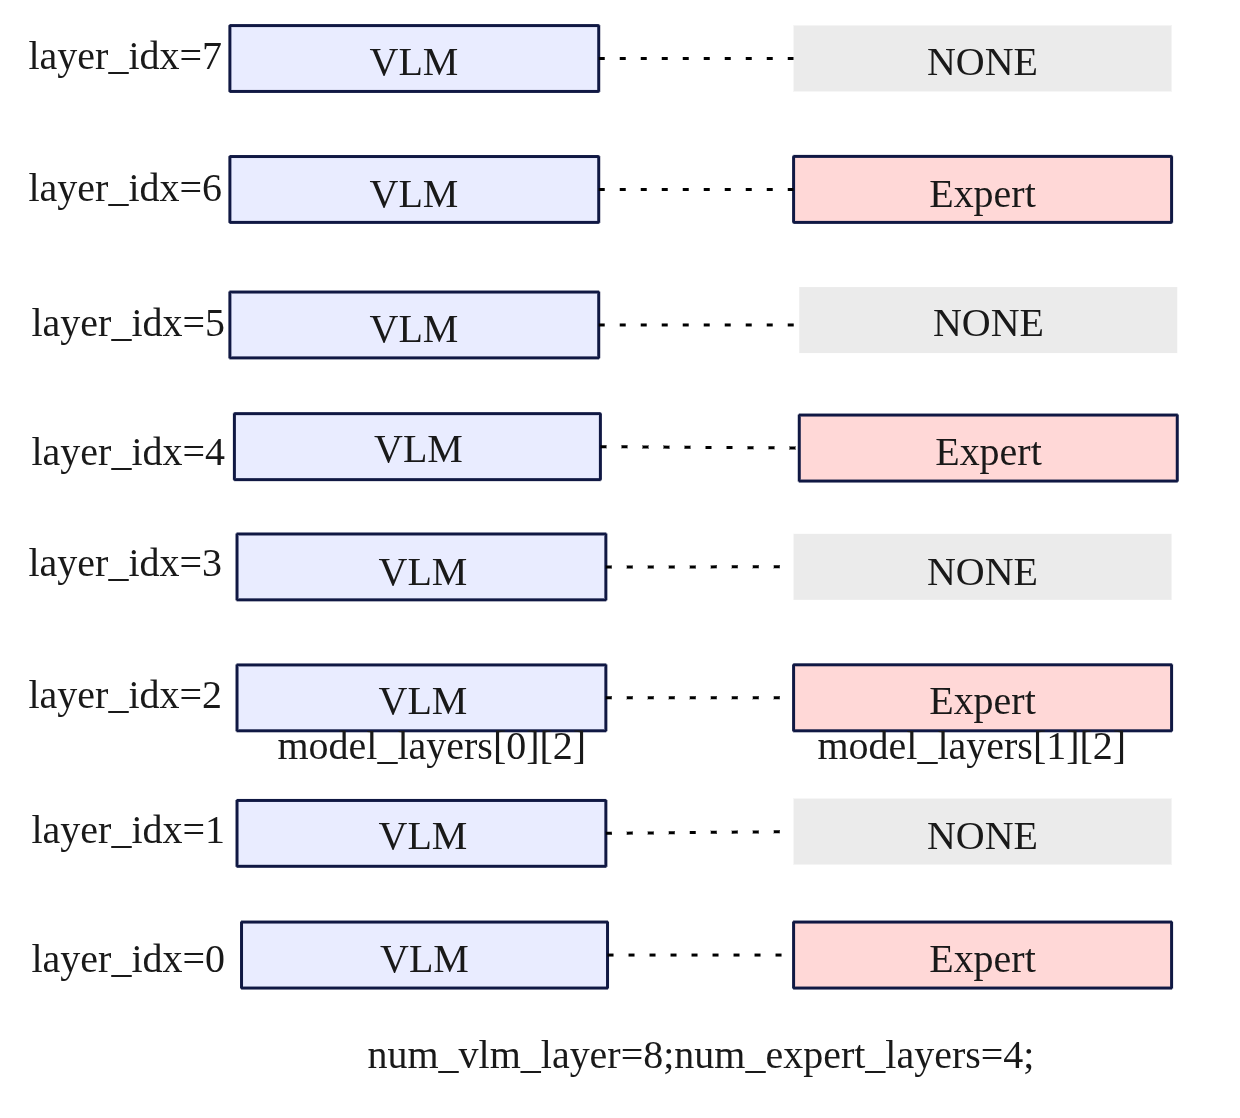 layer_idx=7 VLM NONE
layer_idx=6 VLM Expert
layer_idx=5 VLM NONE
layer_idx=4 VLM Expert
layer_idx=3 VLM NONE
layer_idx=2 VLM Expert
model_layers[0][2] model_layers[1][2]
layer_idx=1 VLM NONE
layer_idx=0 VLM Expert
num_vlm_layer=8;num_expert_layers=4;